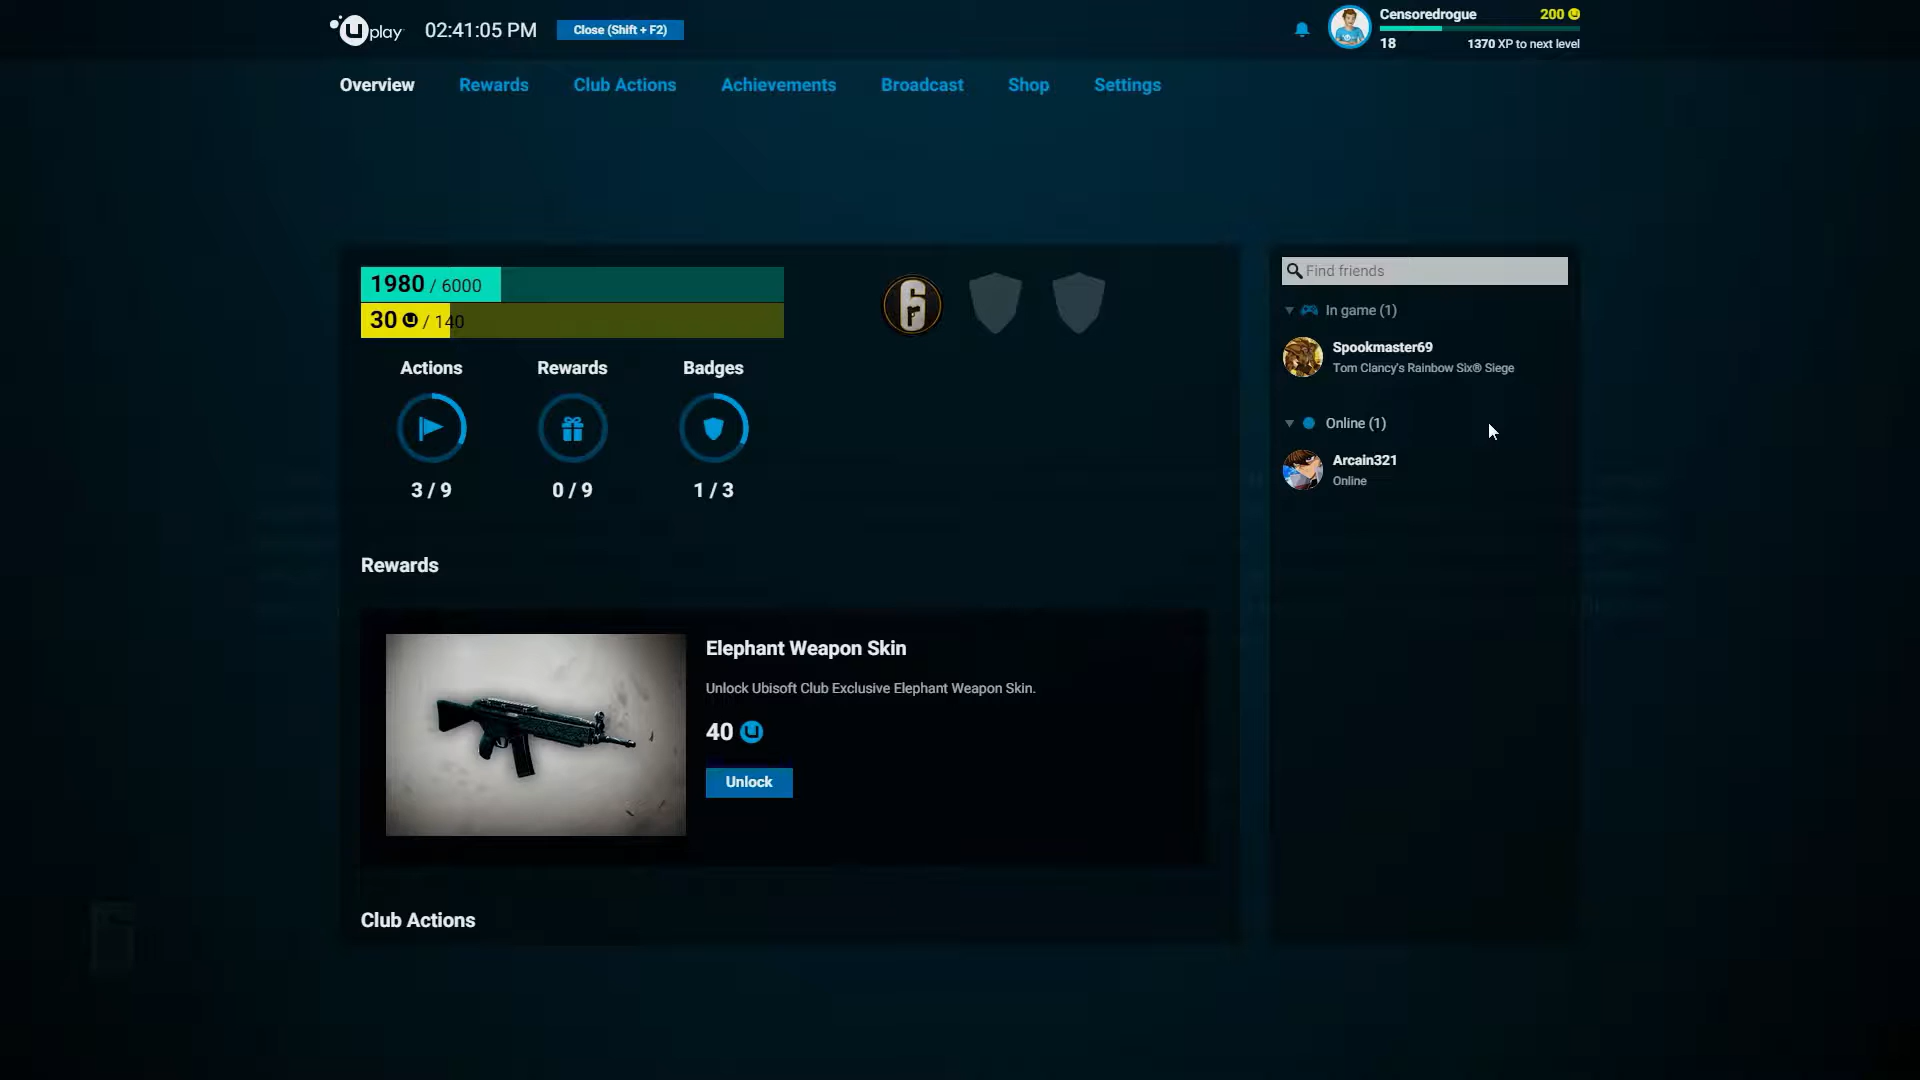 uplay
02:41:05 PM
Close (Shift + F2)
Censoredrogue
200
18
1370 XP to next level
Overview
Rewards
Club Actions
Achievements
Broadcast
Shop
Settings
1980 / 6000
30 / 140
6
Actions
Rewards
Badges
3 / 9
0 / 9
1 / 3
Rewards
Elephant Weapon Skin
Unlock Ubisoft Club Exclusive Elephant Weapon Skin.
40
Unlock
Club Actions
Find friends
In game (1)
Spookmaster69
Tom Clancy's Rainbow Six® Siege
Online (1)
Arcain321
Online